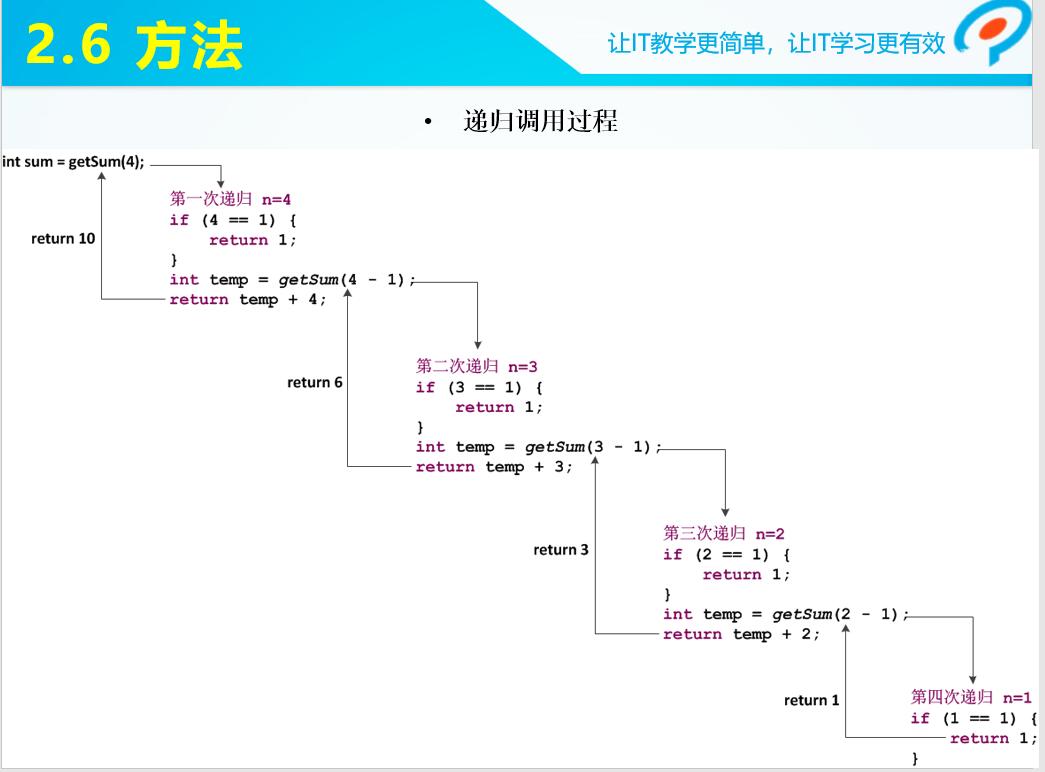 2.6 方法
让IT教学更简单，让IT学习更有效
• 递归调用过程
int sum = getSum(4);
第一次递归 n=4
if (4 == 1) {
return 1;
}
int temp = getSum(4 - 1);
return temp + 4;
return 10
第二次递归 n=3
if (3 == 1) {
return 1;
}
int temp = getSum(3 - 1);
return temp + 3;
return 6
第三次递归 n=2
if (2 == 1) {
return 1;
}
int temp = getSum(2 - 1);
return temp + 2;
return 3
第四次递归 n=1
if (1 == 1) {
return 1;
}
return 1